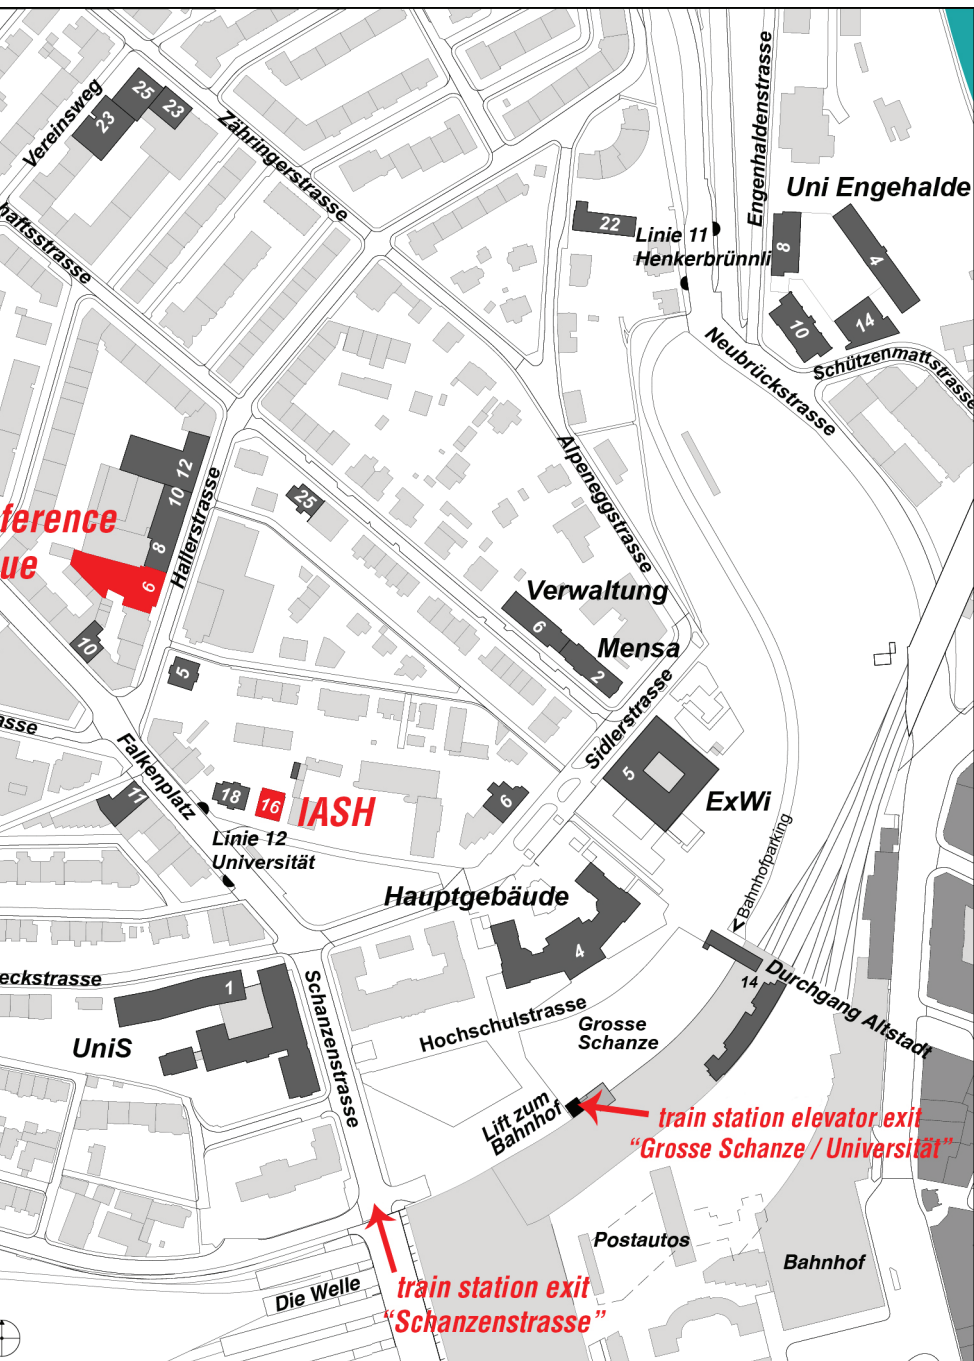 Vereinsweg
25
23
23
Zähringerstrasse
haftsstrasse
Engenhaldenstrasse
Uni Engehalde
22
Linie 11
Henkerbrünnli
8
4
10
14
Neubrückstrasse
Schützenmattstrasse
12
10
8
Hallerstrasse
25
Alpeneggstrasse
ference
ue
6
10
5
Verwaltung
6
Mensa
2
Sidlerstrasse
5
ExWi
asse
Falkenplatz
11
18
16
IASH
6
Linie 12
Universität
Bahnhofparking
Hauptgebäude
4
eckstrasse
1
UniS
Schanzenstrasse
Hochschulstrasse
Grosse
Schanze
14
Durchgang Altstadt
Lift zum
Bahnhof
train station elevator exit
“Grosse Schanze / Universität”
Postautos
Bahnhof
Die Welle
train station exit
“Schanzenstrasse”